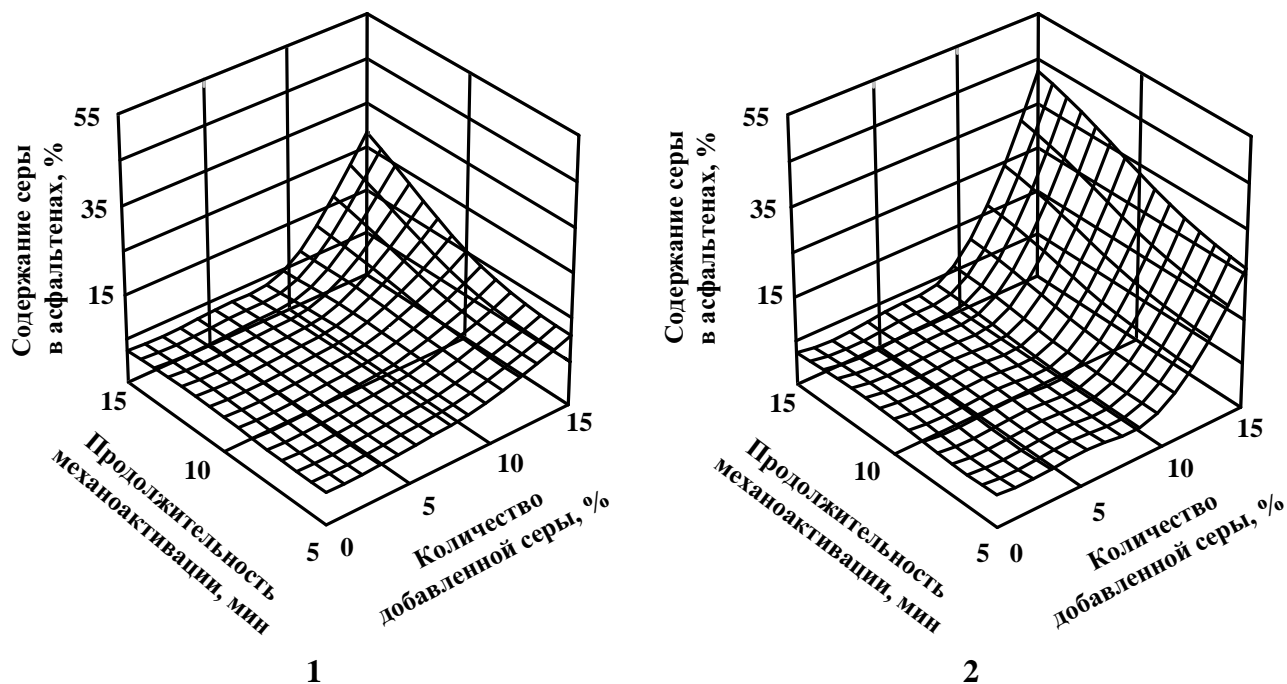 55
35
15
Содержание серы
в асфальтенах, %
15
10
5
Продолжительность
механоактивации, мин
0
5
10
15
Количество
добавленной серы, %
1
55
35
15
Содержание серы
в асфальтенах, %
15
10
5
Продолжительность
механоактивации, мин
0
5
10
15
Количество
добавленной серы, %
2